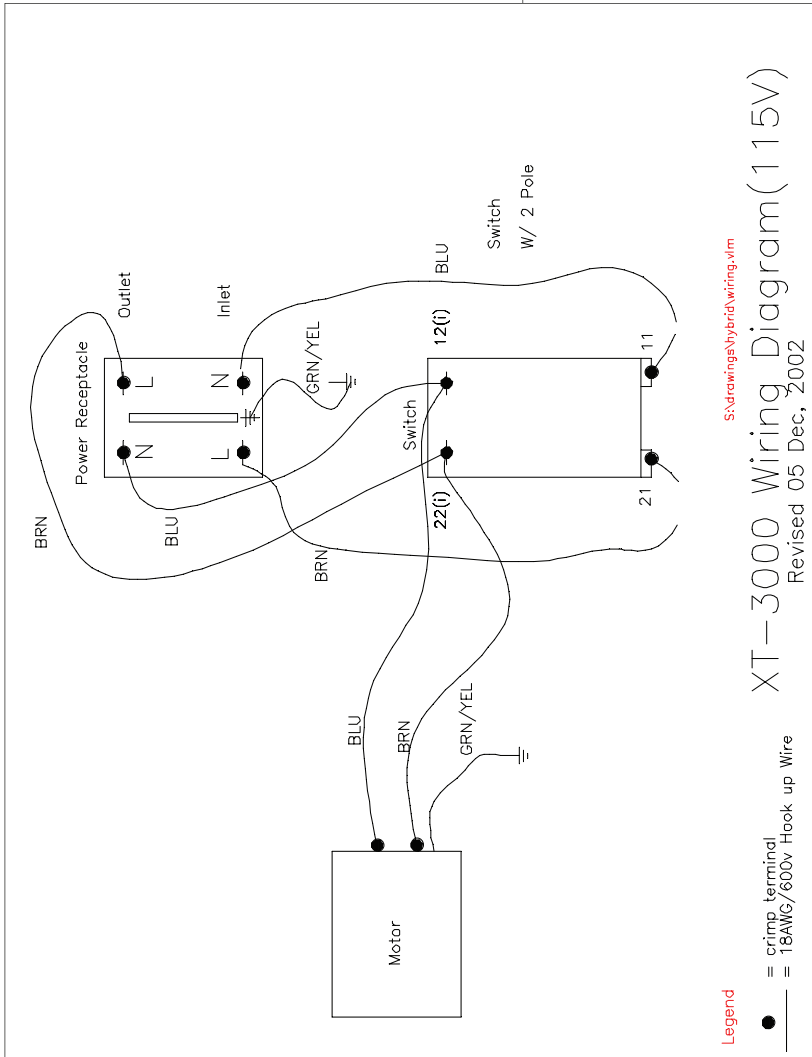 Power Receptacle
Outlet
Inlet
L
N
N
L
BRN
BLU
BRN
GRN/YEL
BLU
Switch
W/ 2 Pole
Switch
12(i)
22(i)
11
21
BLU
BRN
GRN/YEL
Motor
S:\drawings\hybrid\wiring.vlm
XT-3000 Wiring Diagram(115V)
Revised 05 Dec, 2002
Legend
= crimp terminal
= 18AWG/600v Hook up Wire